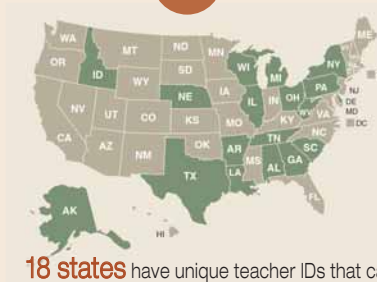 WA
MT
ND
MN
ME
OR
ID
SD
WI
MI
NY
WY
NE
IA
PA
NV
UT
CO
IL
IN
OH
NJ
DE
MD
DC
CA
KS
MO
KY
WV
VA
AZ
NM
OK
AR
TN
NC
SC
TX
LA
MS
AL
GA
FL
AK
HI
18 states have unique teacher IDs that